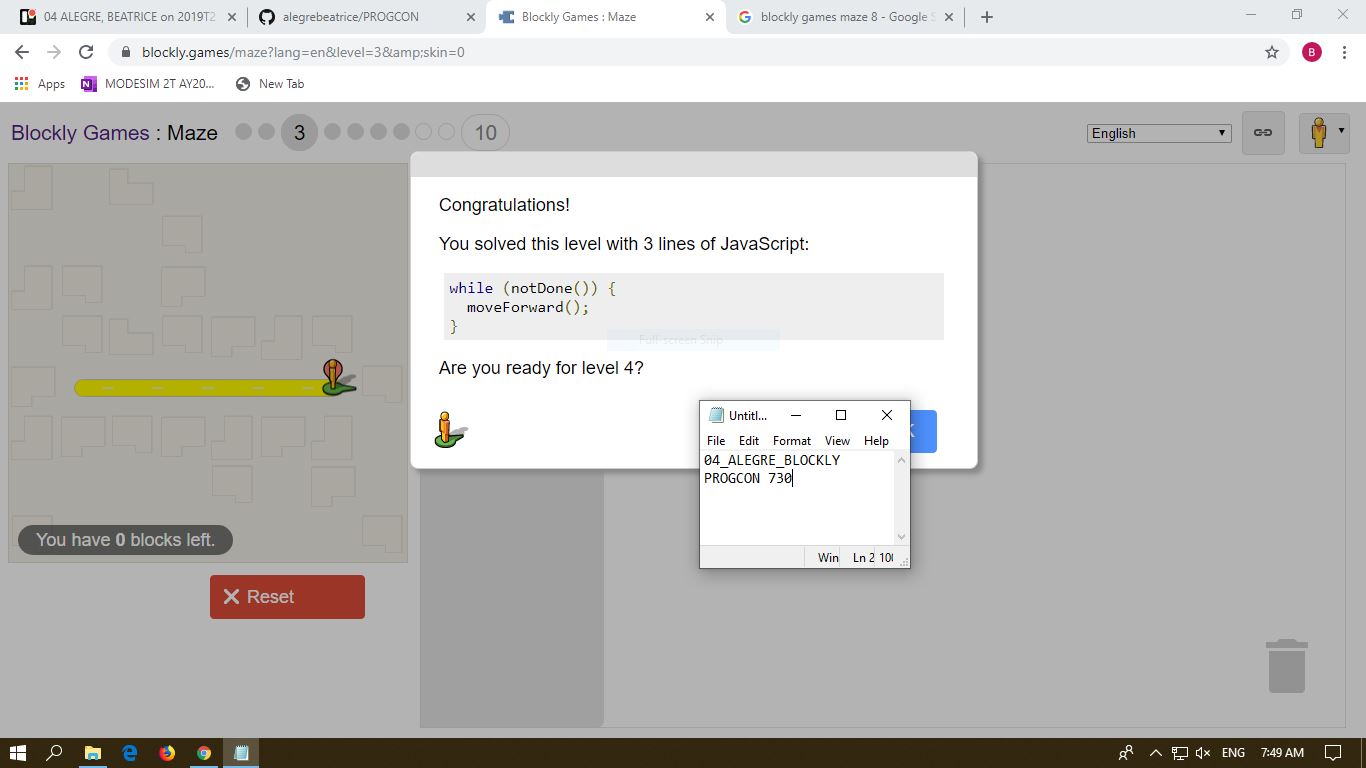 04 ALEGRE, BEATRICE on 2019T2
alegrebeatrice/PROGCON
Blockly Games : Maze
blockly games maze 8 - Google S
blockly.games/maze?lang=en&level=3&amp;skin=0
B
Apps
MODESIM 2T AY20...
New Tab
Blockly Games : Maze
3
10
English
Congratulations!
You solved this level with 3 lines of JavaScript:
while (notDone()) {
moveForward();
}
Full-screen Snip
Are you ready for level 4?
Untitl...
File Edit Format View Help
04_ALEGRE_BLOCKLY
PROGCON 730
Win Ln 2 100
You have 0 blocks left.
Reset
ENG
7:49 AM